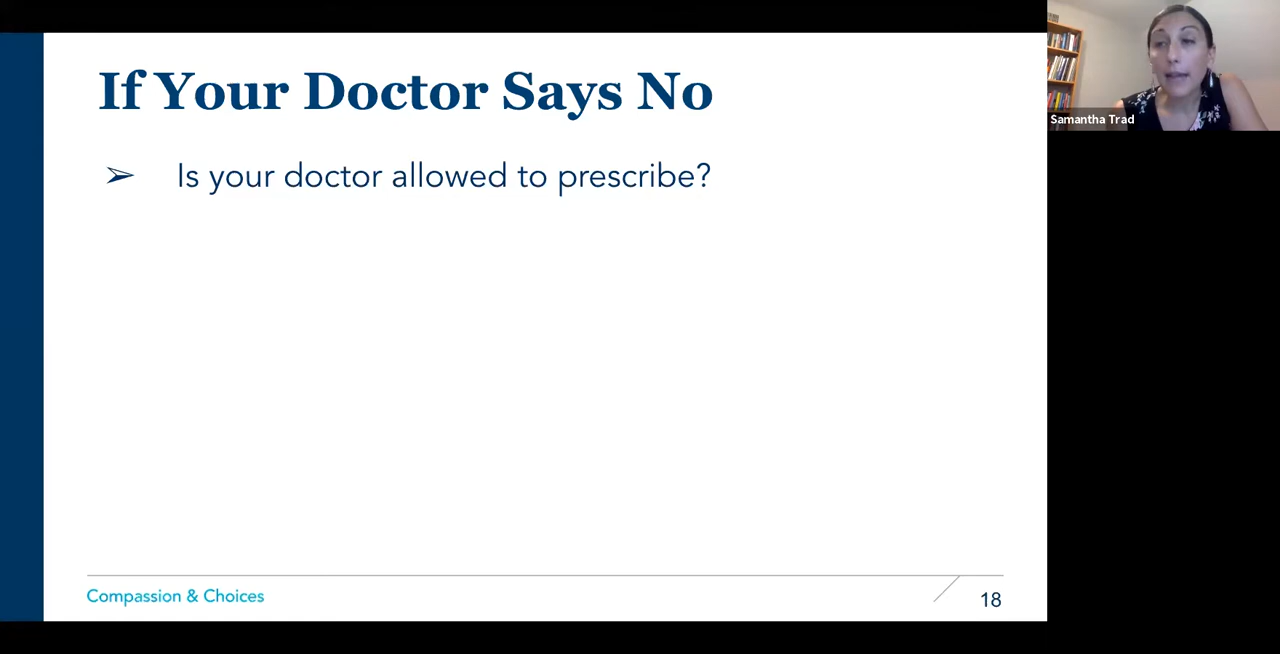 If Your Doctor Says No
➢ Is your doctor allowed to prescribe?
Compassion & Choices
18
Samantha Trad